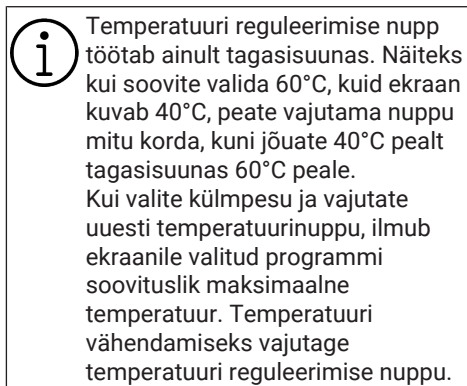 Temperatuuri reguleerimise nupp
töötab ainult tagasisuunas. Näiteks
kui soovite valida 60°C, kuid ekraan
kuvab 40°C, peate vajutama nuppu
mitu korda, kuni jõuate 40°C pealt
tagasisuunas 60°C peale.
Kui valite külmpesu ja vajutate
uuesti temperatuurinuppu, ilmub
ekraanile valitud programmi
soovituslik maksimaalne
temperatuur. Temperatuuri
vähendamiseks vajutage
temperatuuri reguleerimise nuppu.